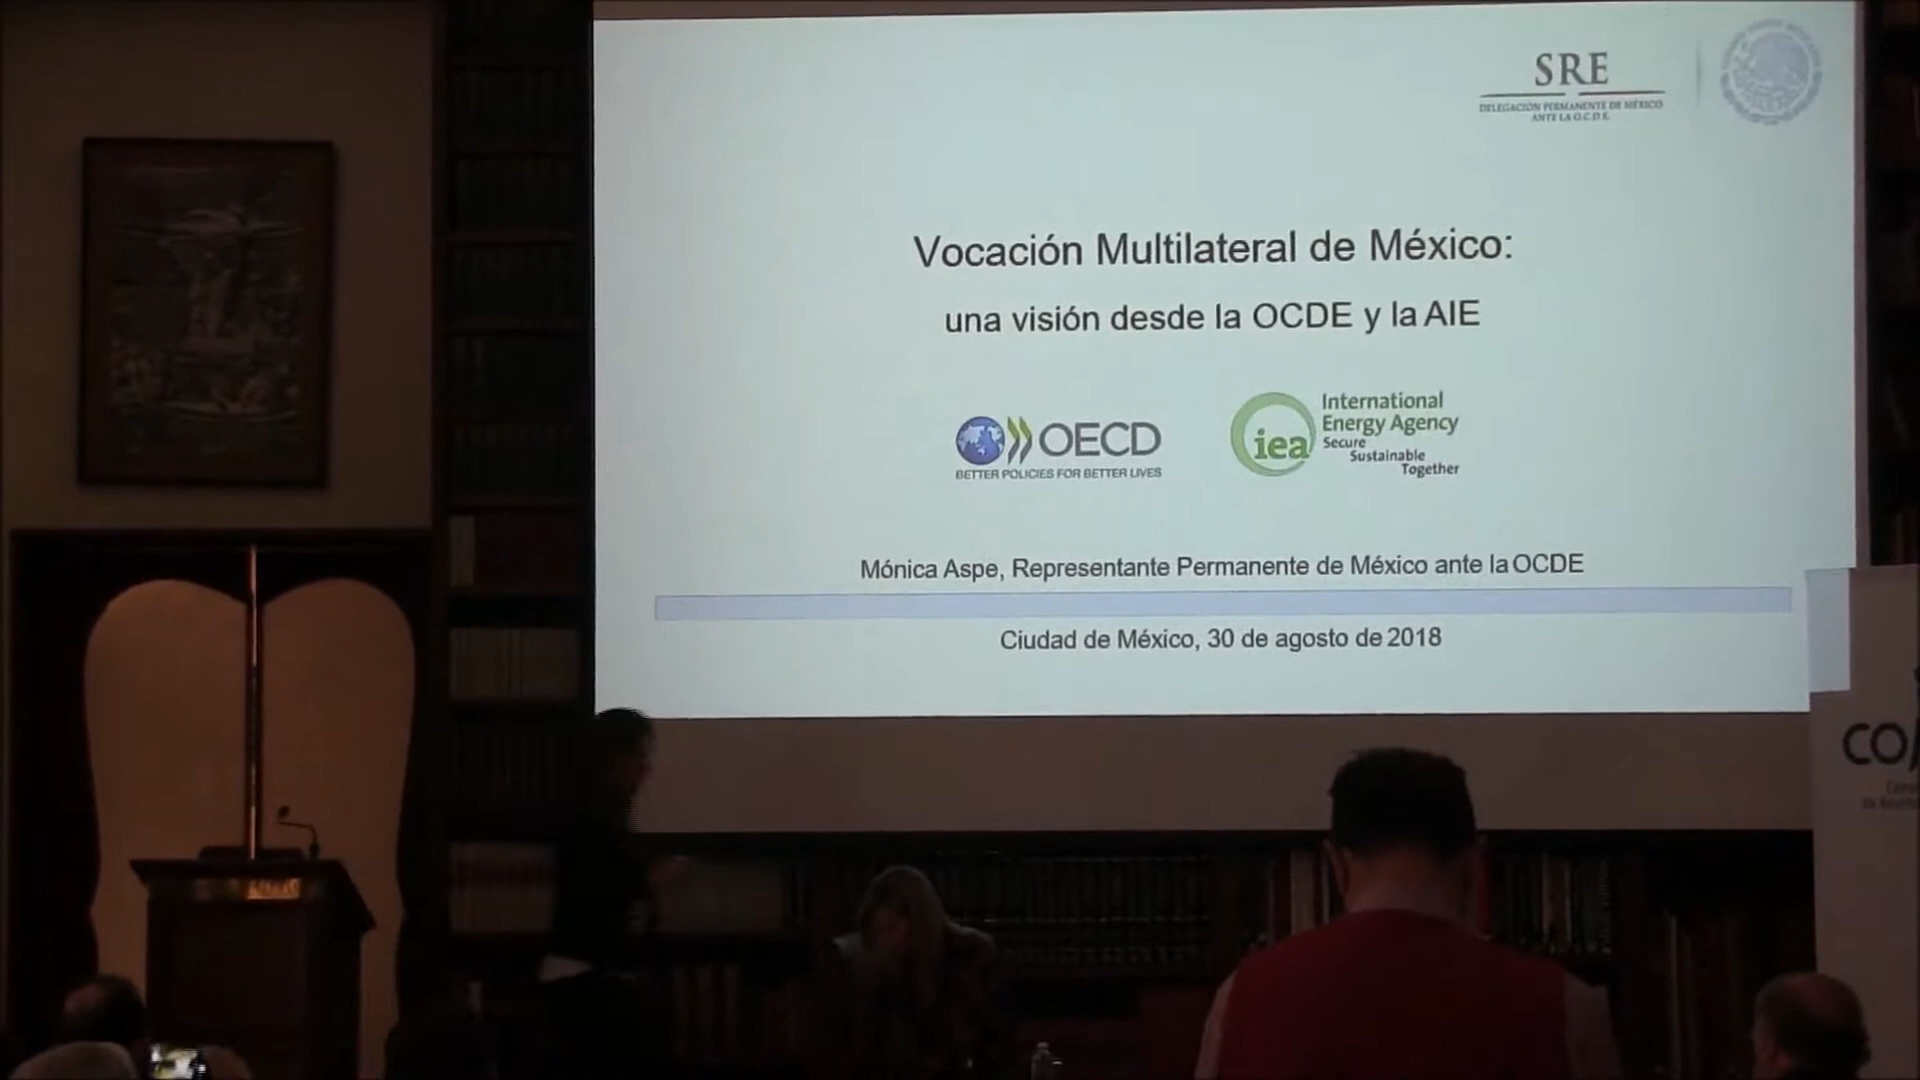 SRE
DELEGACIÓN PERMANENTE DE MÉXICO
ANTE LA O.C.D.E.
Vocación Multilateral de México:
una visión desde la OCDE y la AIE
OECD
BETTER POLICIES FOR BETTER LIVES
iea
International
Energy Agency
Secure
Sustainable
Together
Mónica Aspe, Representante Permanente de México ante la OCDE
Ciudad de México, 30 de agosto de 2018